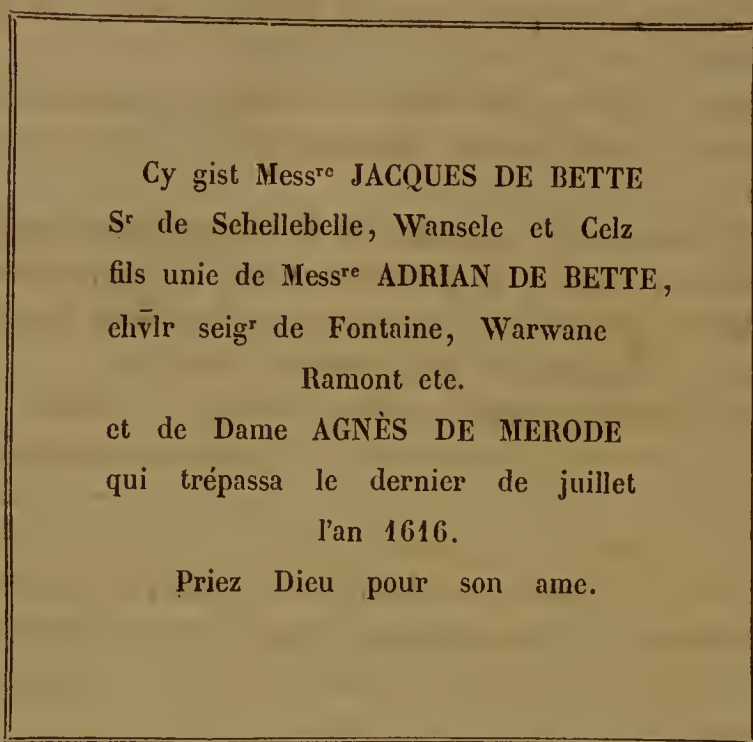 Cy gist Messʳᵉ JACQUES DE BETTE
Sʳ de Schellebelle, Wansele et Celz
fils unic de Messʳᵉ ADRIAN DE BETTE,
chv̄lr seigʳ de Fontaine, Warwane
Ramont etc.
et de Dame AGNÈS DE MERODE
qui trépassa le dernier de juillet
l'an 1616.
Priez Dieu pour son ame.